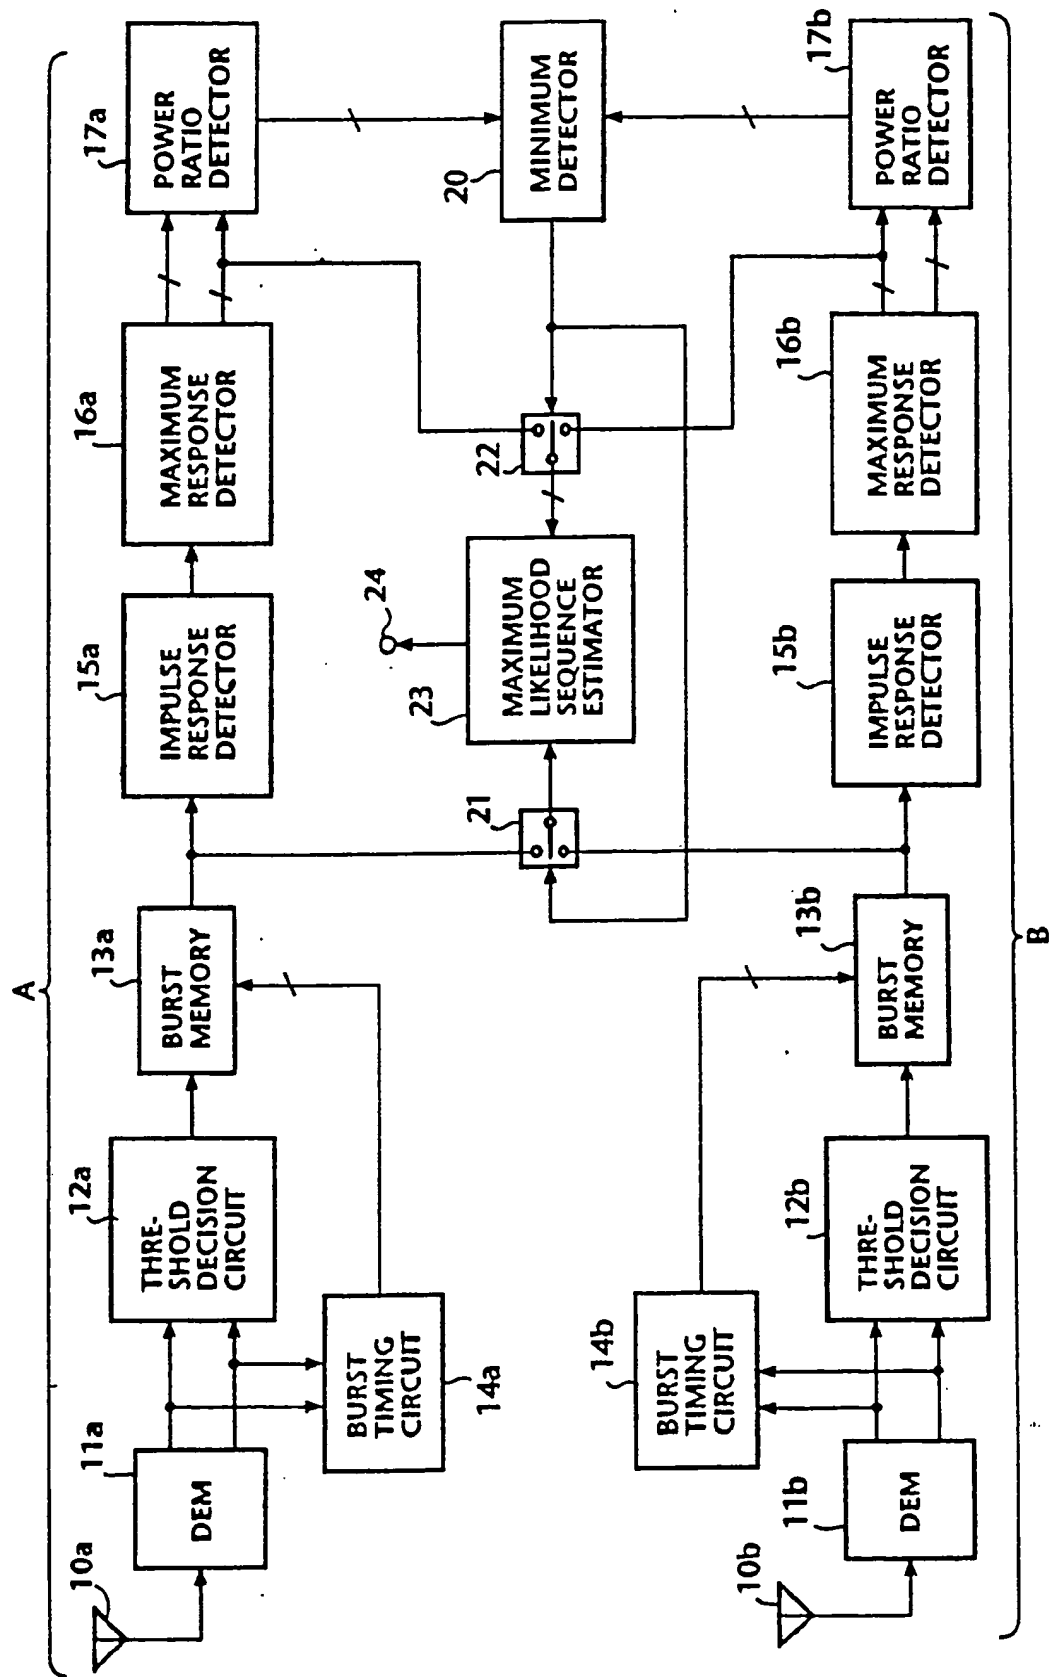 A
10a
11a
DEM
12a
THRE-
SHOLD
DECISION
CIRCUIT
14a
BURST
TIMING
CIRCUIT
13a
BURST
MEMORY
15a
IMPULSE
RESPONSE
DETECTOR
16a
MAXIMUM
RESPONSE
DETECTOR
17a
POWER
RATIO
DETECTOR
21
23
MAXIMUM
LIKELIHOOD
SEQUENCE
ESTIMATOR
24
22
20
MINIMUM
DETECTOR
10b
11b
DEM
14b
BURST
TIMING
CIRCUIT
12b
THRE-
SHOLD
DECISION
CIRCUIT
13b
BURST
MEMORY
15b
IMPULSE
RESPONSE
DETECTOR
16b
MAXIMUM
RESPONSE
DETECTOR
17b
POWER
RATIO
DETECTOR
B